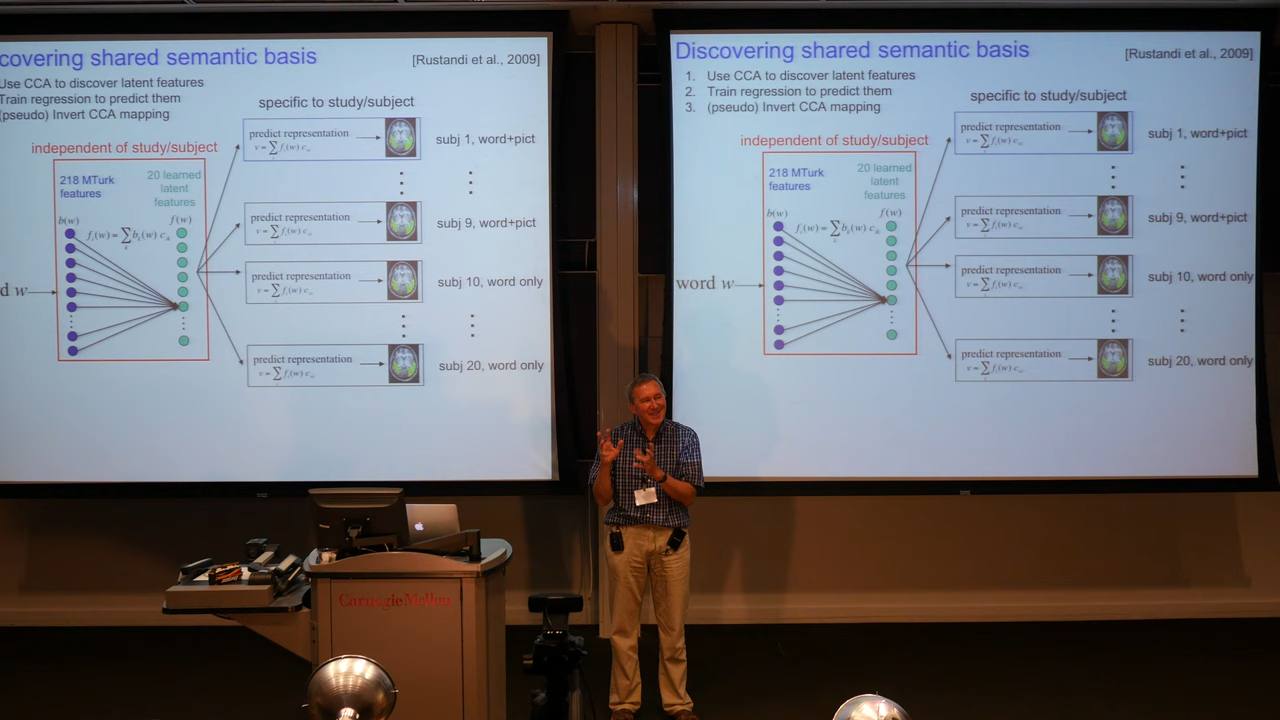 covering shared semantic basis
[Rustandi et al., 2009]
Use CCA to discover latent features
Train regression to predict them
(pseudo) Invert CCA mapping
specific to study/subject
independent of study/subject
218 MTurk
features
20 learned
latent
features
b(w)
f(w)
d w
predict representation
subj 1, word+pict
predict representation
subj 9, word+pict
predict representation
subj 10, word only
predict representation
subj 20, word only
Discovering shared semantic basis
[Rustandi et al., 2009]
1. Use CCA to discover latent features
2. Train regression to predict them
3. (pseudo) Invert CCA mapping
specific to study/subject
independent of study/subject
218 MTurk
features
20 learned
latent
features
b(w)
f(w)
word w
predict representation
subj 1, word+pict
predict representation
subj 9, word+pict
predict representation
subj 10, word only
predict representation
subj 20, word only
Carnegie Mellon